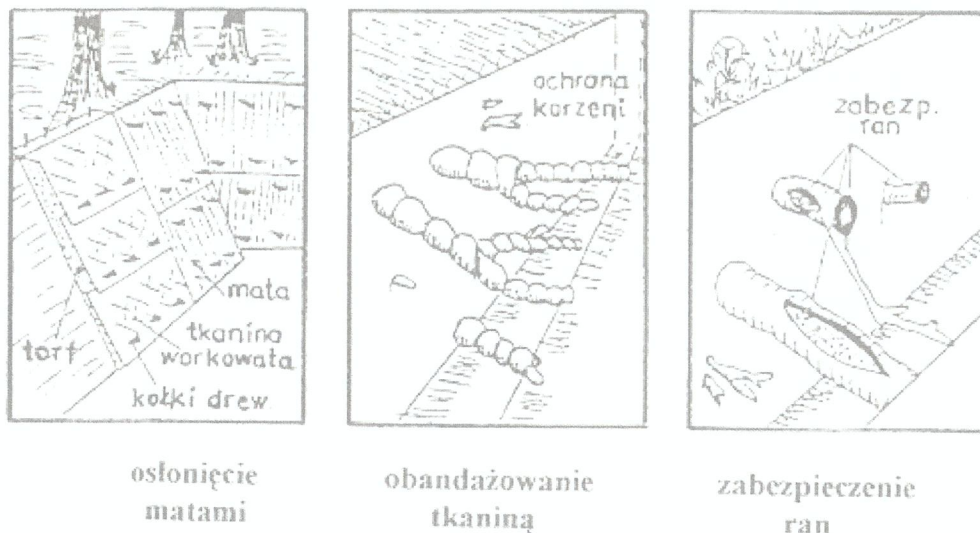 mata
tkanina
workowata
torf
kołki drew.
ochrona
korzeni
zabezp.
ran
osłonięcie
matami
obandażowanie
tkaniną
zabezpieczenie
ran